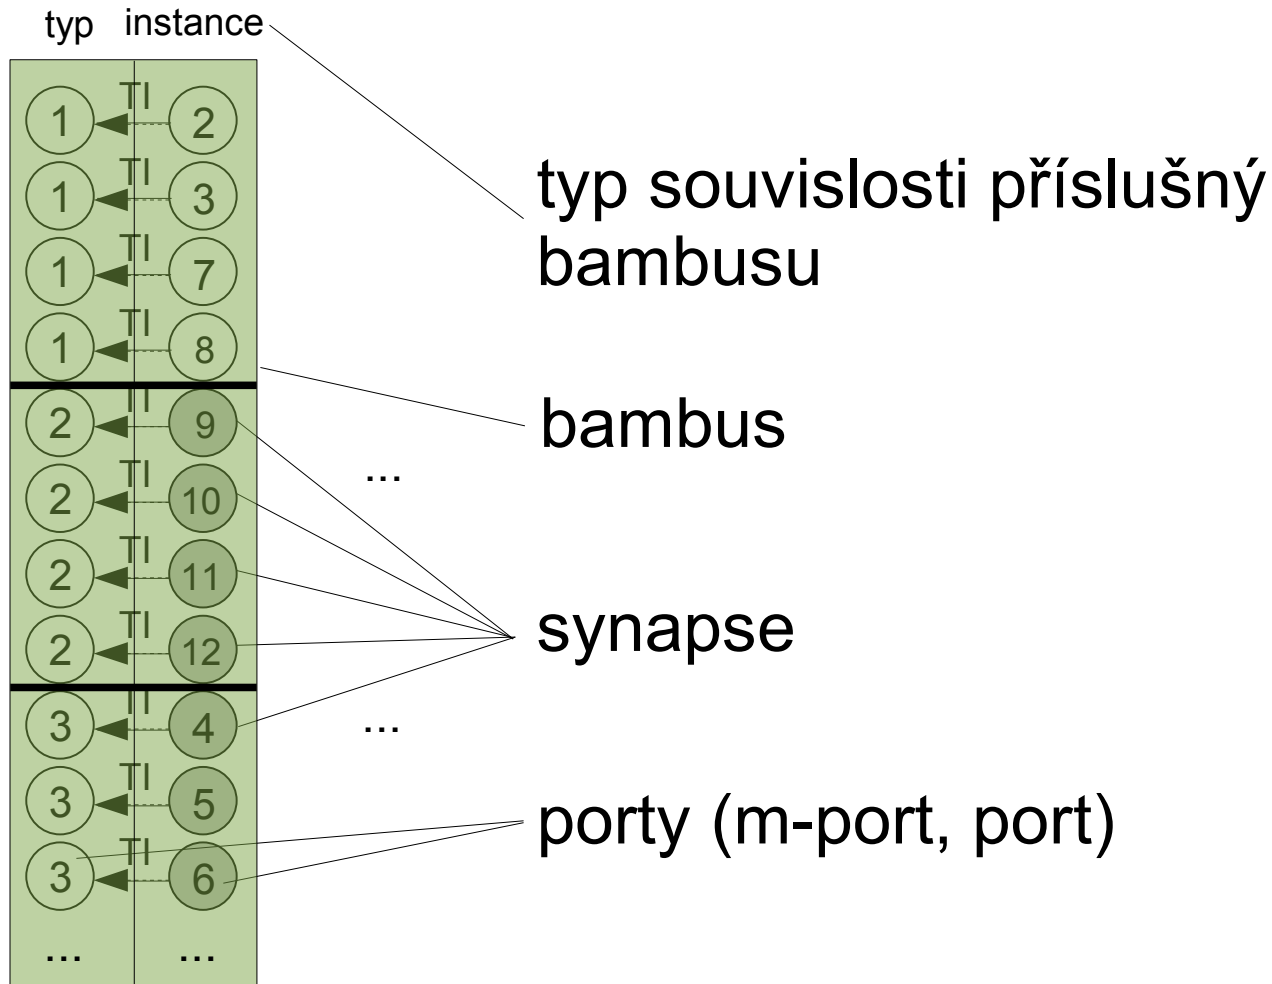 typ instance
TI
1 2
TI
1 3
TI
1 7
TI
1 8
TI
2 9
TI
2 10
TI
2 11
TI
2 12
TI
3 4
TI
3 5
TI
3 6
... ...
typ souvislosti příslušný
bambusu
bambus
...
synapse
...
porty (m-port, port)